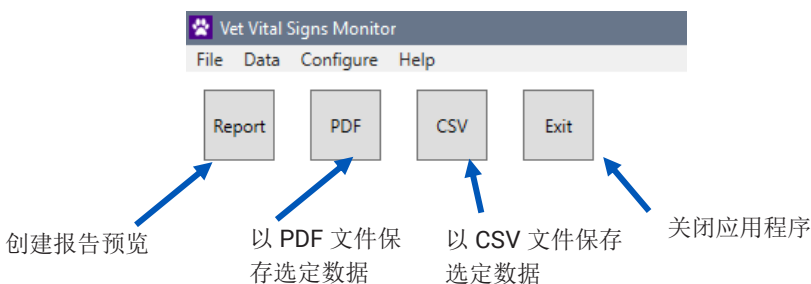 Vet Vital Signs Monitor
File Data Configure Help
Report PDF CSV Exit
创建报告预览
以 PDF 文件保
存选定数据
以 CSV 文件保存
选定数据
关闭应用程序